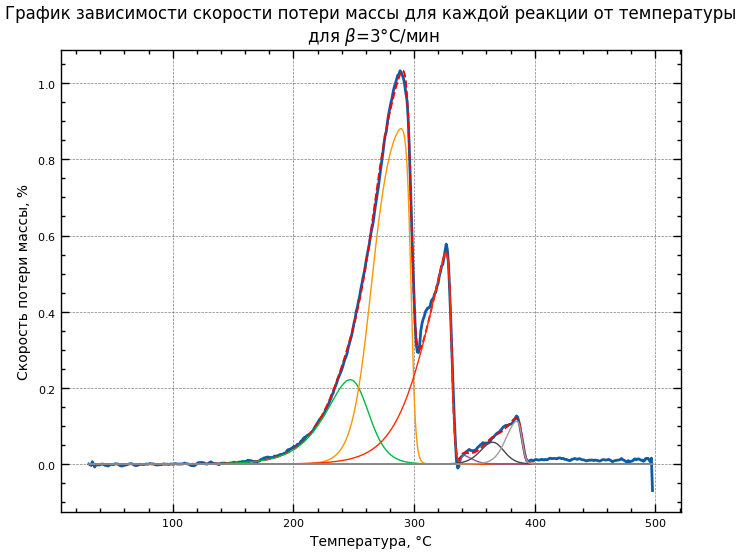 График зависимости скорости потери массы для каждой реакции от температуры
для β=3°C/мин
Скорость потери массы, %
1.0
0.8
0.6
0.4
0.2
0.0
100 200 300 400 500
Температура, °C